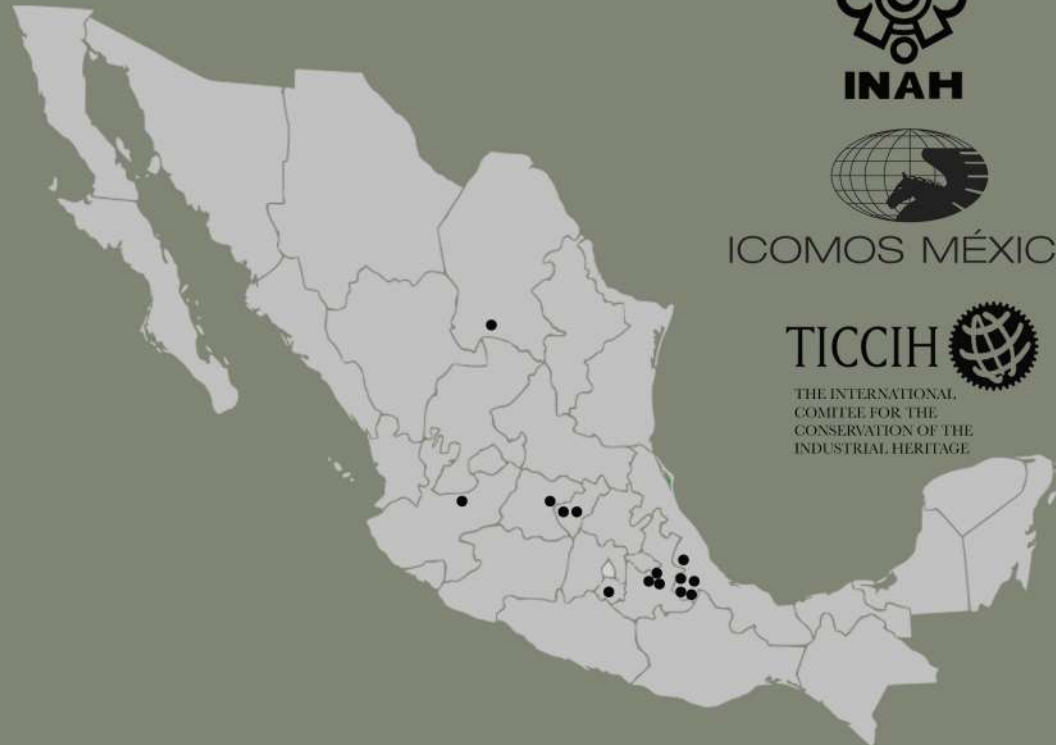 INAH
ICOMOS MÉXIC
TICCIH
THE INTERNATIONAL
COMITEE FOR THE
CONSERVATION OF THE
INDUSTRIAL HERITAGE